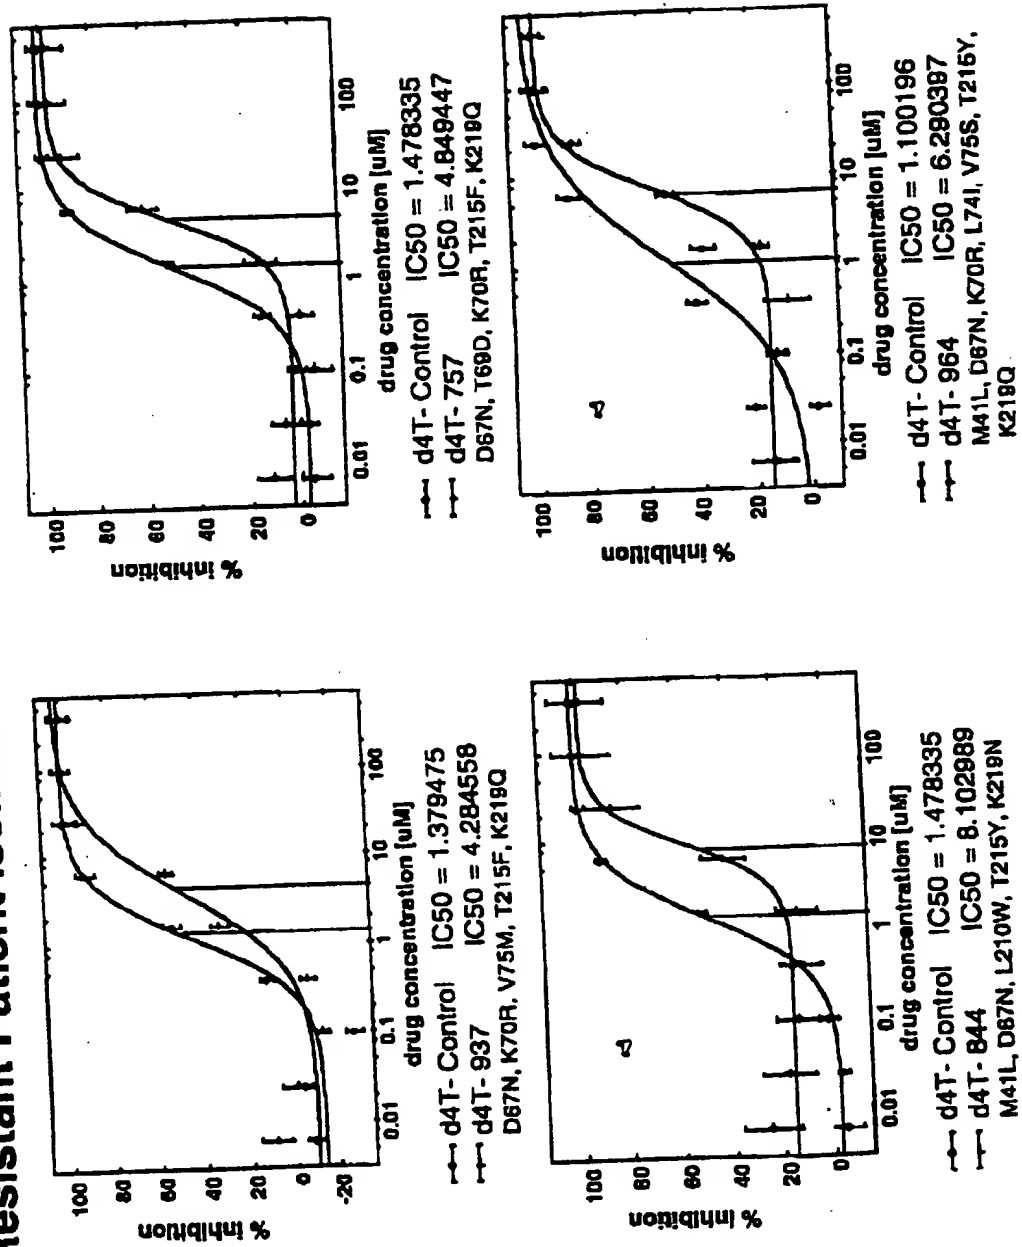 Resistant Patient
% inhibition
100
80
60
40
20
0
-20
0.01
0.1
1
10
100
drug concentration [uM]
d4T- Control IC50 = 1.379475
d4T- 937 IC50 = 4.284558
D67N, K70R, V75M, T215F, K219Q
% inhibition
100
80
60
40
20
0
0.01
0.1
1
10
100
drug concentration [uM]
d4T- Control IC50 = 1.478335
d4T- 757 IC50 = 4.849447
D67N, T69D, K70R, T215F, K219Q
% inhibition
100
80
60
40
20
0
0.01
0.1
1
10
100
drug concentration [uM]
d4T- Control IC50 = 1.478335
d4T- 844 IC50 = 8.102989
M41L, D67N, L210W, T215Y, K219N
% inhibition
100
80
60
40
20
0
0.01
0.1
1
10
100
drug concentration [uM]
d4T- Control IC50 = 1.100196
d4T- 964 IC50 = 6.290397
M41L, D67N, K70R, L74I, V75S, T215Y,
K219Q